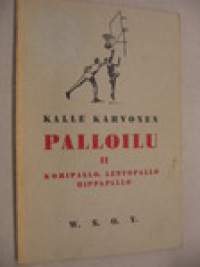 KALLE KARVONEN
PALLOILU
II
KORIPALLO, LENTOPALLO
HIPPAPALLO
W. S. O. Y.